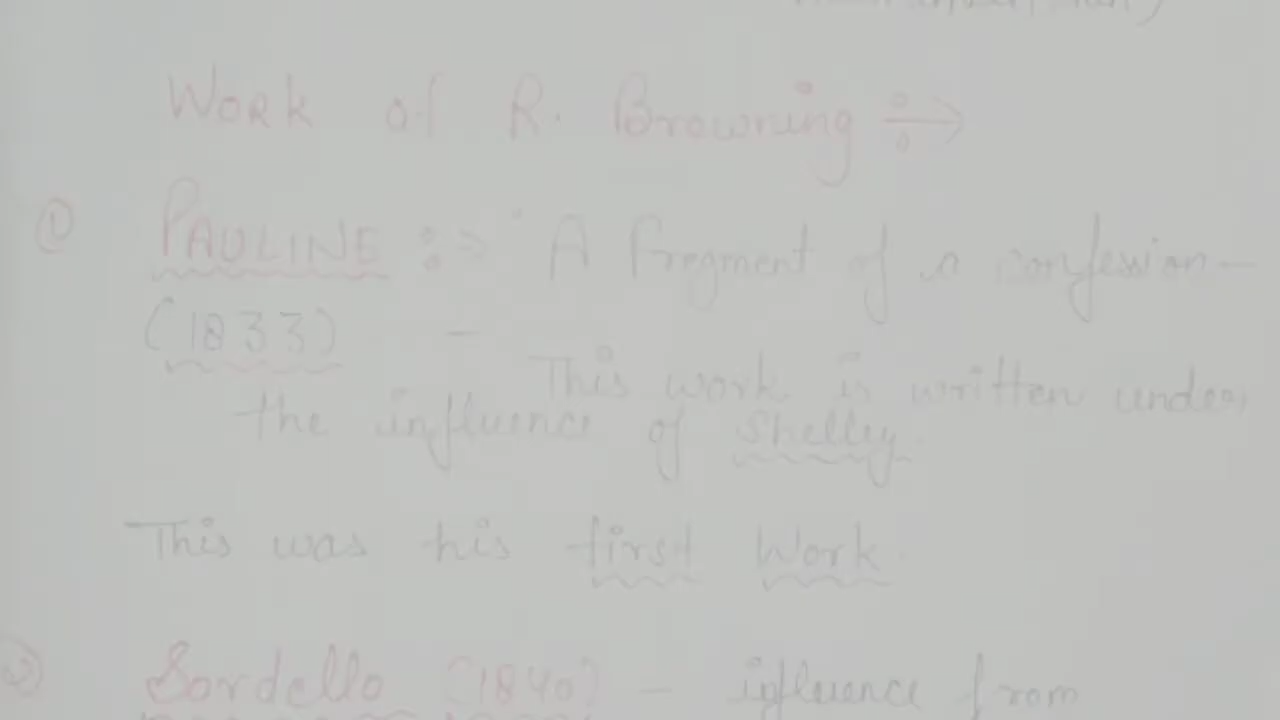 Work of R. Browning
① PAULINE :> "A fragment of a confession—
(1833) —
This work is written under
the influence of Shelley.
This was his first Work
② Sordello (1840) — influence from